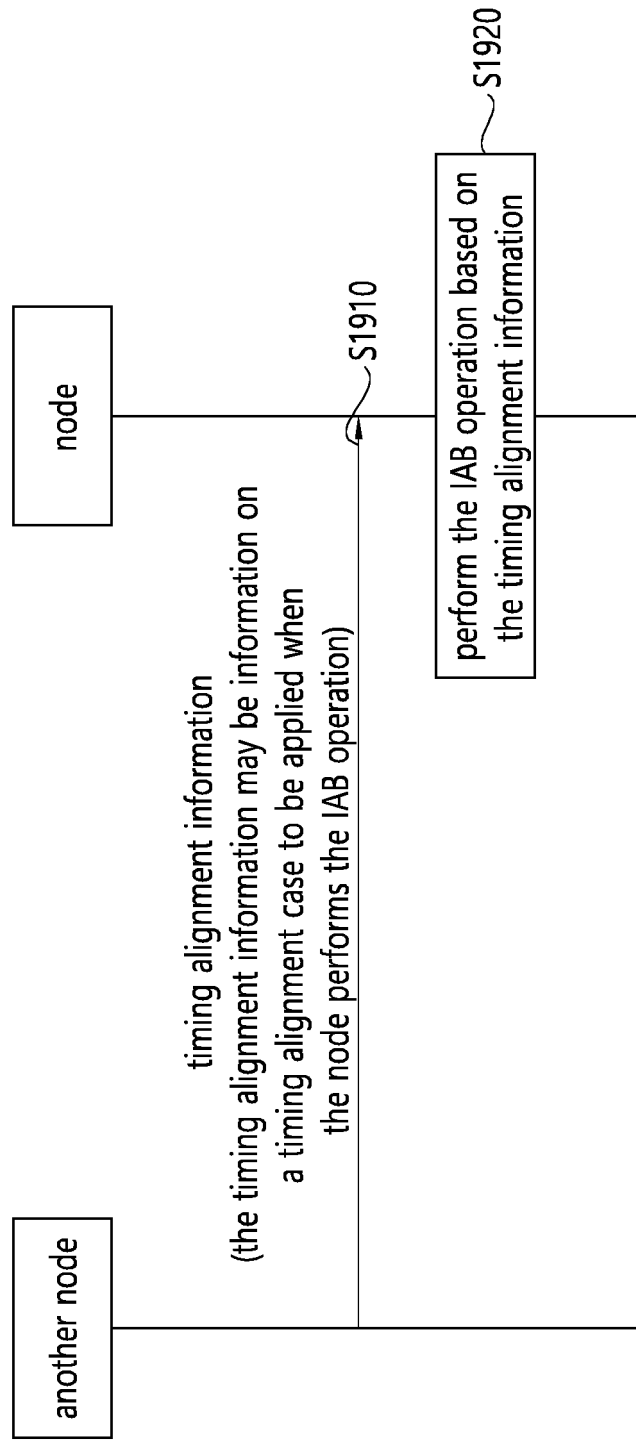 another node
node
timing alignment information
(the timing alignment information may be information on
a timing alignment case to be applied when
the node performs the IAB operation)
S1910
perform the IAB operation based on
the timing alignment information
S1920